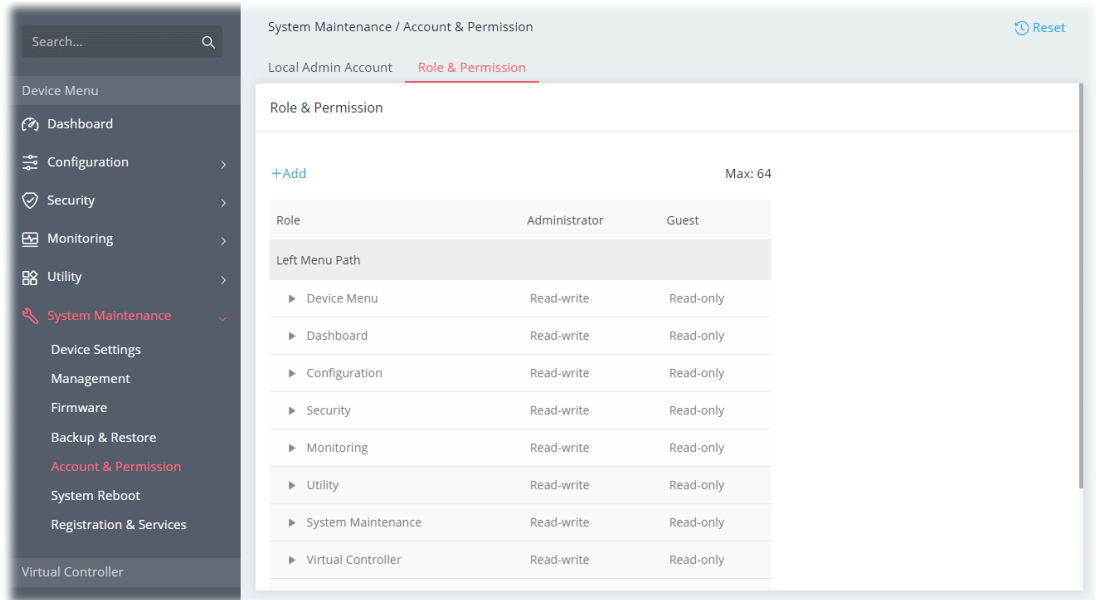 Search...
Device Menu
Dashboard
Configuration
Security
Monitoring
Utility
System Maintenance
Device Settings
Management
Firmware
Backup & Restore
Account & Permission
System Reboot
Registration & Services
Virtual Controller
System Maintenance / Account & Permission
Reset
Local Admin Account Role & Permission
Role & Permission
+Add Max: 64
Role Administrator Guest
Left Menu Path
Device Menu Read-write Read-only
Dashboard Read-write Read-only
Configuration Read-write Read-only
Security Read-write Read-only
Monitoring Read-write Read-only
Utility Read-write Read-only
System Maintenance Read-write Read-only
Virtual Controller Read-write Read-only